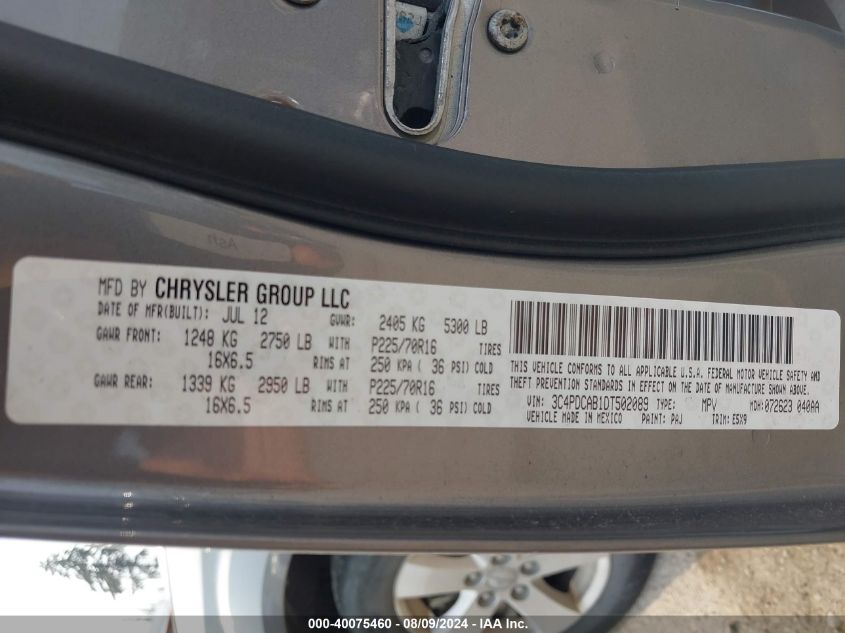 MFD BY CHRYSLER GROUP LLC
DATE OF MFR(BUILT): JUL 12 GVWR: 2405 KG 5300 LB
GAWR FRONT: 1248 KG 2750 LB WITH P225/70R16 TIRES
16X6.5 RIMS AT 250 KPA ( 36 PSI) COLD
GAWR REAR: 1339 KG 2950 LB WITH P225/70R16 TIRES
16X6.5 RIMS AT 250 KPA ( 36 PSI) COLD
THIS VEHICLE CONFORMS TO ALL APPLICABLE U.S.A. FEDERAL MOTOR VEHICLE SAFETY AND
THEFT PREVENTION STANDARDS IN EFFECT ON THE DATE OF MANUFACTURE SHOWN ABOVE.
VIN: 3C4PDCAB1DT502089 TYPE: MPV MDH: 072623 040AA
VEHICLE MADE IN MEXICO PAINT: PAJ TRIM: E5X9
000-40075460 - 08/09/2024 - IAA Inc.